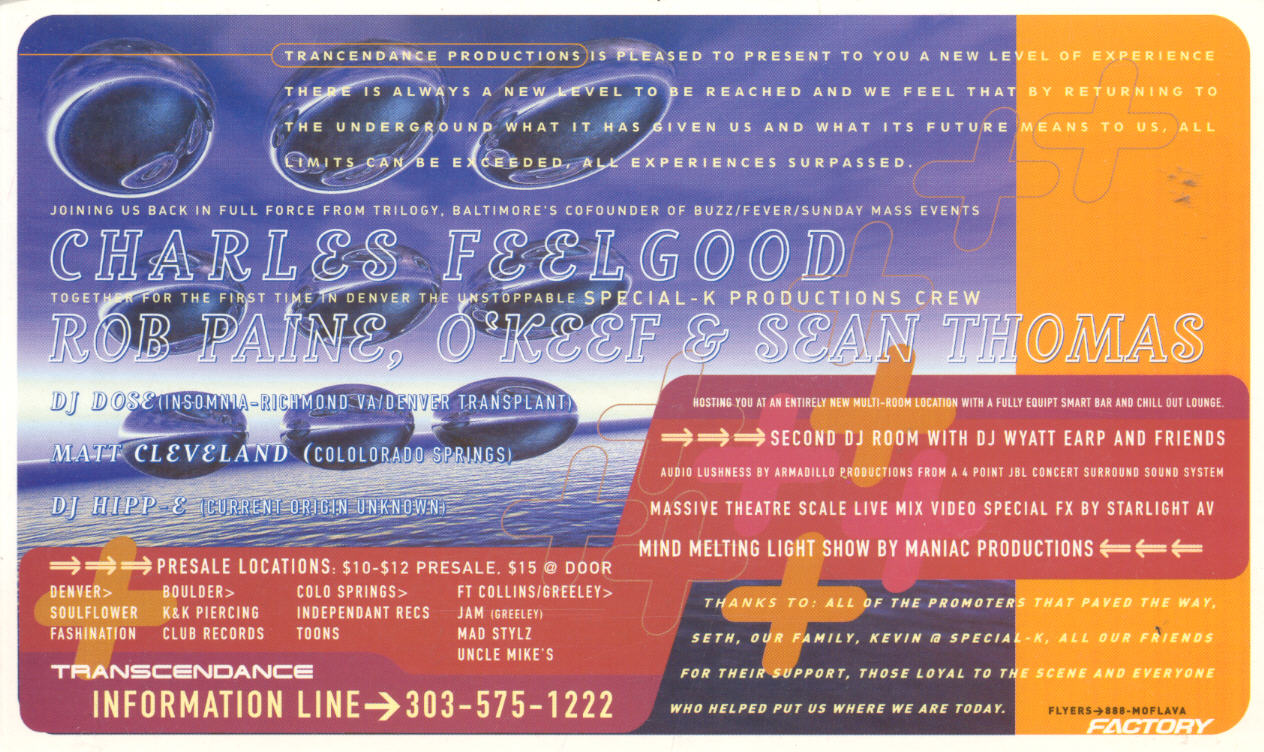 TRANCENDANCE PRODUCTIONS IS PLEASED TO PRESENT TO YOU A NEW LEVEL OF EXPERIENCE
THERE IS ALWAYS A NEW LEVEL TO BE REACHED AND WE FEEL THAT BY RETURNING TO
THE UNDERGROUND WHAT IT HAS GIVEN US AND WHAT ITS FUTURE MEANS TO US, ALL
LIMITS CAN BE EXCEEDED, ALL EXPERIENCES SURPASSED.
JOINING US BACK IN FULL FORCE FROM TRILOGY, BALTIMORE'S COFOUNDER OF BUZZ/FEVER/SUNDAY MASS EVENTS
CHARLES FEELGOOD
TOGETHER FOR THE FIRST TIME IN DENVER THE UNSTOPPABLE SPECIAL-K PRODUCTIONS CREW
ROB PAINE, O'KEEF & SEAN THOMAS
DJ DOSE (INSOMNIA-RICHMOND VA/DENVER TRANSPLANT)
MATT CLEVELAND (COLOLORADO SPRINGS)
DJ HIPP-E (CURRENT ORIGIN UNKNOWN)
HOSTING YOU AT AN ENTIRELY NEW MULTI-ROOM LOCATION WITH A FULLY EQUIPT SMART BAR AND CHILL OUT LOUNGE.
⇒⇒⇒ SECOND DJ ROOM WITH DJ WYATT EARP AND FRIENDS
AUDIO LUSHNESS BY ARMADILLO PRODUCTIONS FROM A 4 POINT JBL CONCERT SURROUND SOUND SYSTEM
MASSIVE THEATRE SCALE LIVE MIX VIDEO SPECIAL FX BY STARLIGHT AV
MIND MELTING LIGHT SHOW BY MANIAC PRODUCTIONS ⇐⇐⇐
⇒⇒⇒ PRESALE LOCATIONS: $10-$12 PRESALE, $15 @ DOOR
DENVER> BOULDER> COLO SPRINGS> FT COLLINS/GREELEY>
SOULFLOWER K&K PIERCING INDEPENDANT RECS JAM (GREELEY)
FASHINATION CLUB RECORDS TOONS MAD STYLZ
UNCLE MIKE'S
TRANSCENDANCE
INFORMATION LINE→303-575-1222
THANKS TO: ALL OF THE PROMOTERS THAT PAVED THE WAY,
SETH, OUR FAMILY, KEVIN @ SPECIAL-K, ALL OUR FRIENDS
FOR THEIR SUPPORT, THOSE LOYAL TO THE SCENE AND EVERYONE
WHO HELPED PUT US WHERE WE ARE TODAY.
FLYERS→888-MOFLAVA
FACTORY